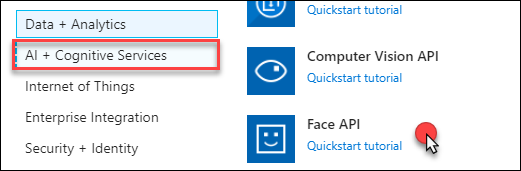 Data + Analytics
AI + Cognitive Services
Internet of Things
Enterprise Integration
Security + Identity
Quickstart tutorial
Computer Vision API
Quickstart tutorial
Face API
Quickstart tutorial